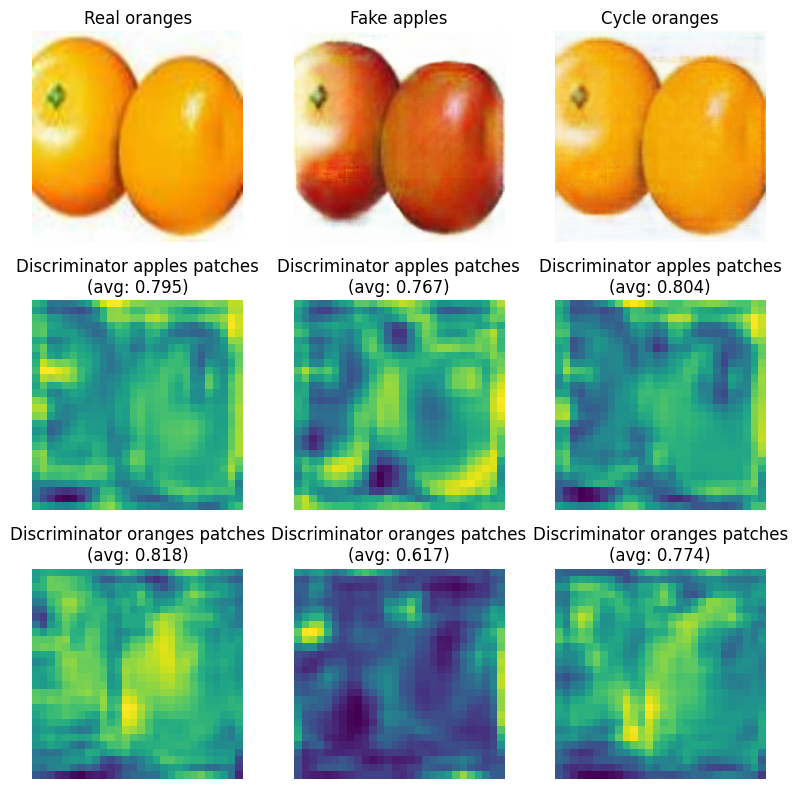 Real oranges
Fake apples
Cycle oranges
Discriminator apples patches
(avg: 0.795)
Discriminator apples patches
(avg: 0.767)
Discriminator apples patches
(avg: 0.804)
Discriminator oranges patches
(avg: 0.818)
Discriminator oranges patches
(avg: 0.617)
Discriminator oranges patches
(avg: 0.774)